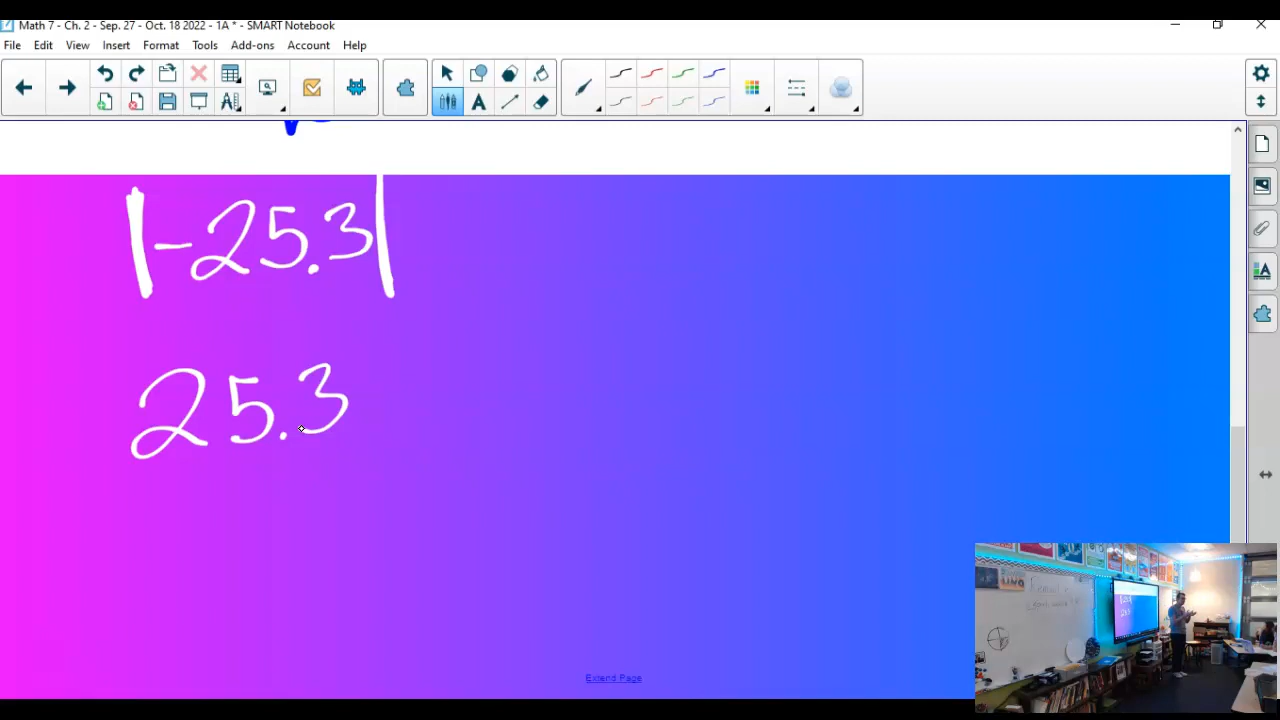 Math 7 - Ch. 2 - Sep. 27 - Oct. 18 2022 - 1A * - SMART Notebook
File Edit View Insert Format Tools Add-ons Account Help
|-25.3|
25.3
Extend Page